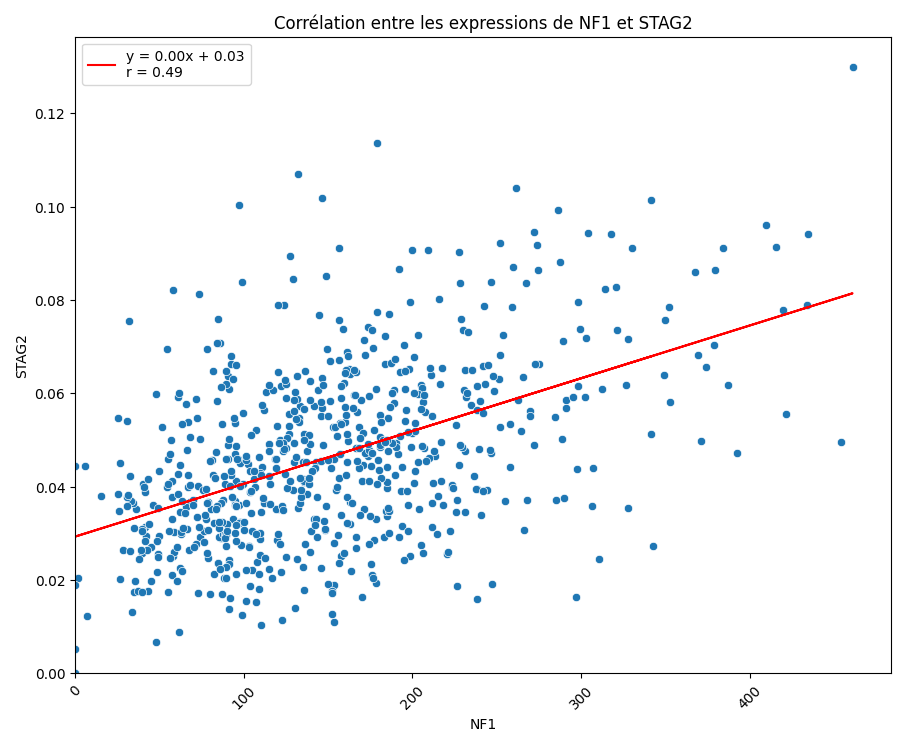 Corrélation entre les expressions de NF1 et STAG2
y = 0.00x + 0.03
r = 0.49
0.12
0.10
0.08
0.06
0.04
0.02
0.00
STAG2
0
100
200
300
400
NF1